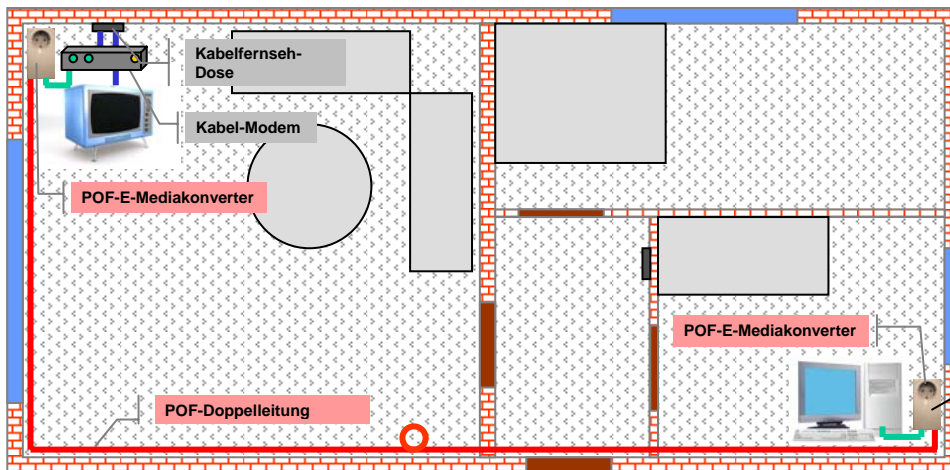 Kabelfernseh-
Dose
Kabel-Modem
POF-E-Mediakonverter
POF-E-Mediakonverter
POF-Doppelleitung